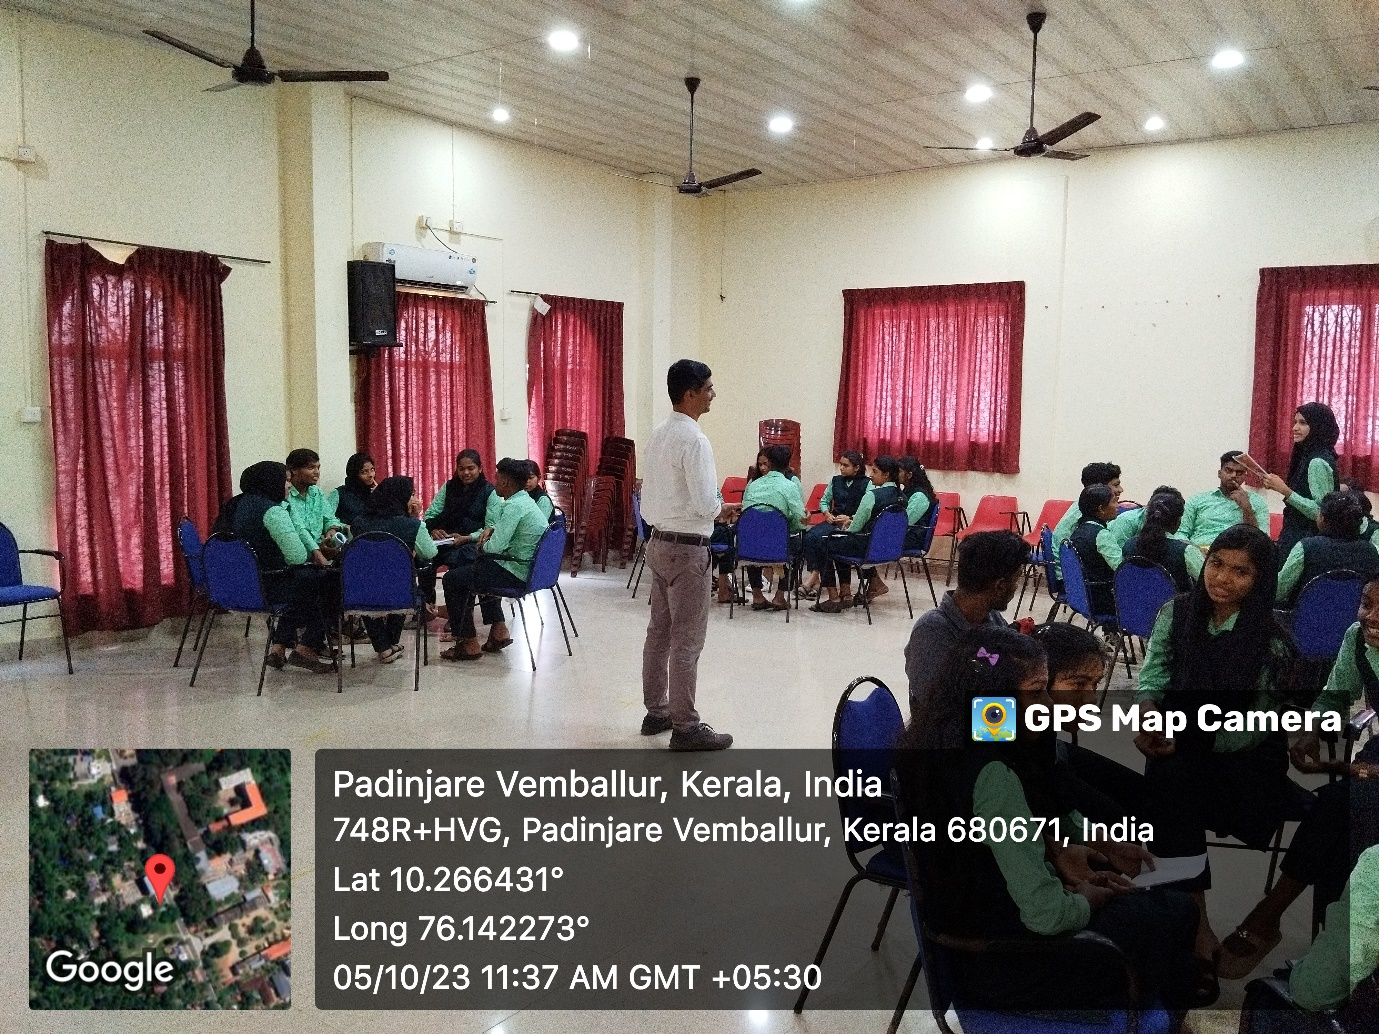 GPS Map Camera
Padinjare Vemballur, Kerala, India
748R+HVG, Padinjare Vemballur, Kerala 680671, India
Lat 10.266431°
Long 76.142273°
05/10/23 11:37 AM GMT +05:30
Google